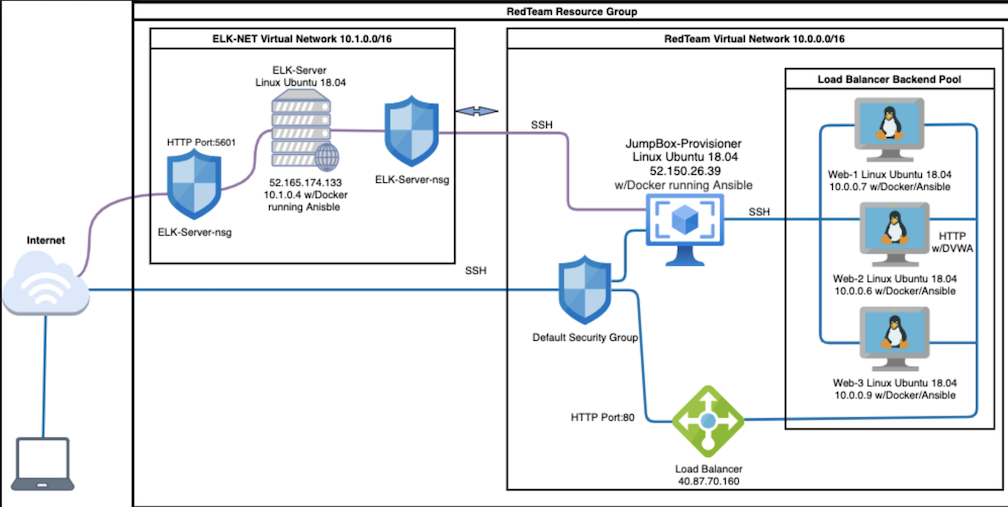 RedTeam Resource Group
ELK-NET Virtual Network 10.1.0.0/16
RedTeam Virtual Network 10.0.0.0/16
ELK-Server
Linux Ubuntu 18.04
HTTP Port:5601
52.165.174.133
10.1.0.4 w/Docker
running Anisble
ELK-Server-nsg
ELK-Server-nsg
SSH
JumpBox-Provisioner
Linux Ubuntu 18.04
52.150.26.39
w/Docker running Ansible
SSH
Load Balancer Backend Pool
Web-1 Linux Ubuntu 18.04
10.0.0.7 w/Docker/Ansible
HTTP
w/DVWA
Web-2 Linux Ubuntu 18.04
10.0.0.6 w/Docker/Ansible
Web-3 Linux Ubuntu 18.04
10.0.0.9 w/Docker/Ansible
Internet
SSH
Default Security Group
HTTP Port:80
Load Balancer
40.87.70.160